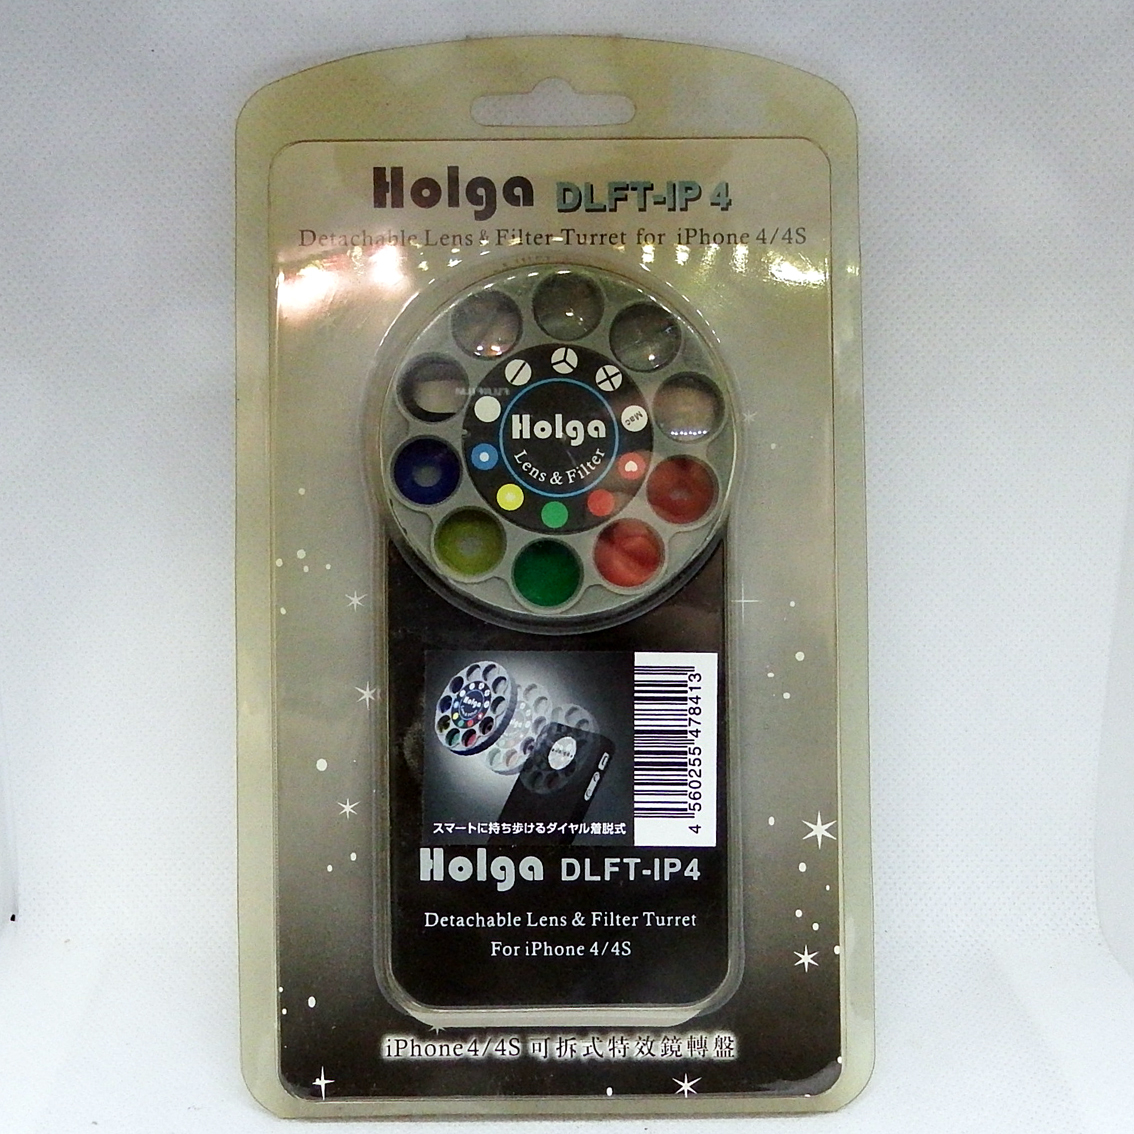 Holga DLFT-IP 4
Detachable Lens & Filter Turret for iPhone 4/4S
Mac
Holga
Lens & Filter
Holga
スマートに持ち歩けるダイヤル着脱式
4 560255 478413
Holga DLFT-IP4
Detachable Lens & Filter Turret
For iPhone 4/4S
iPhone4/4S 可拆式特效鏡轉盤